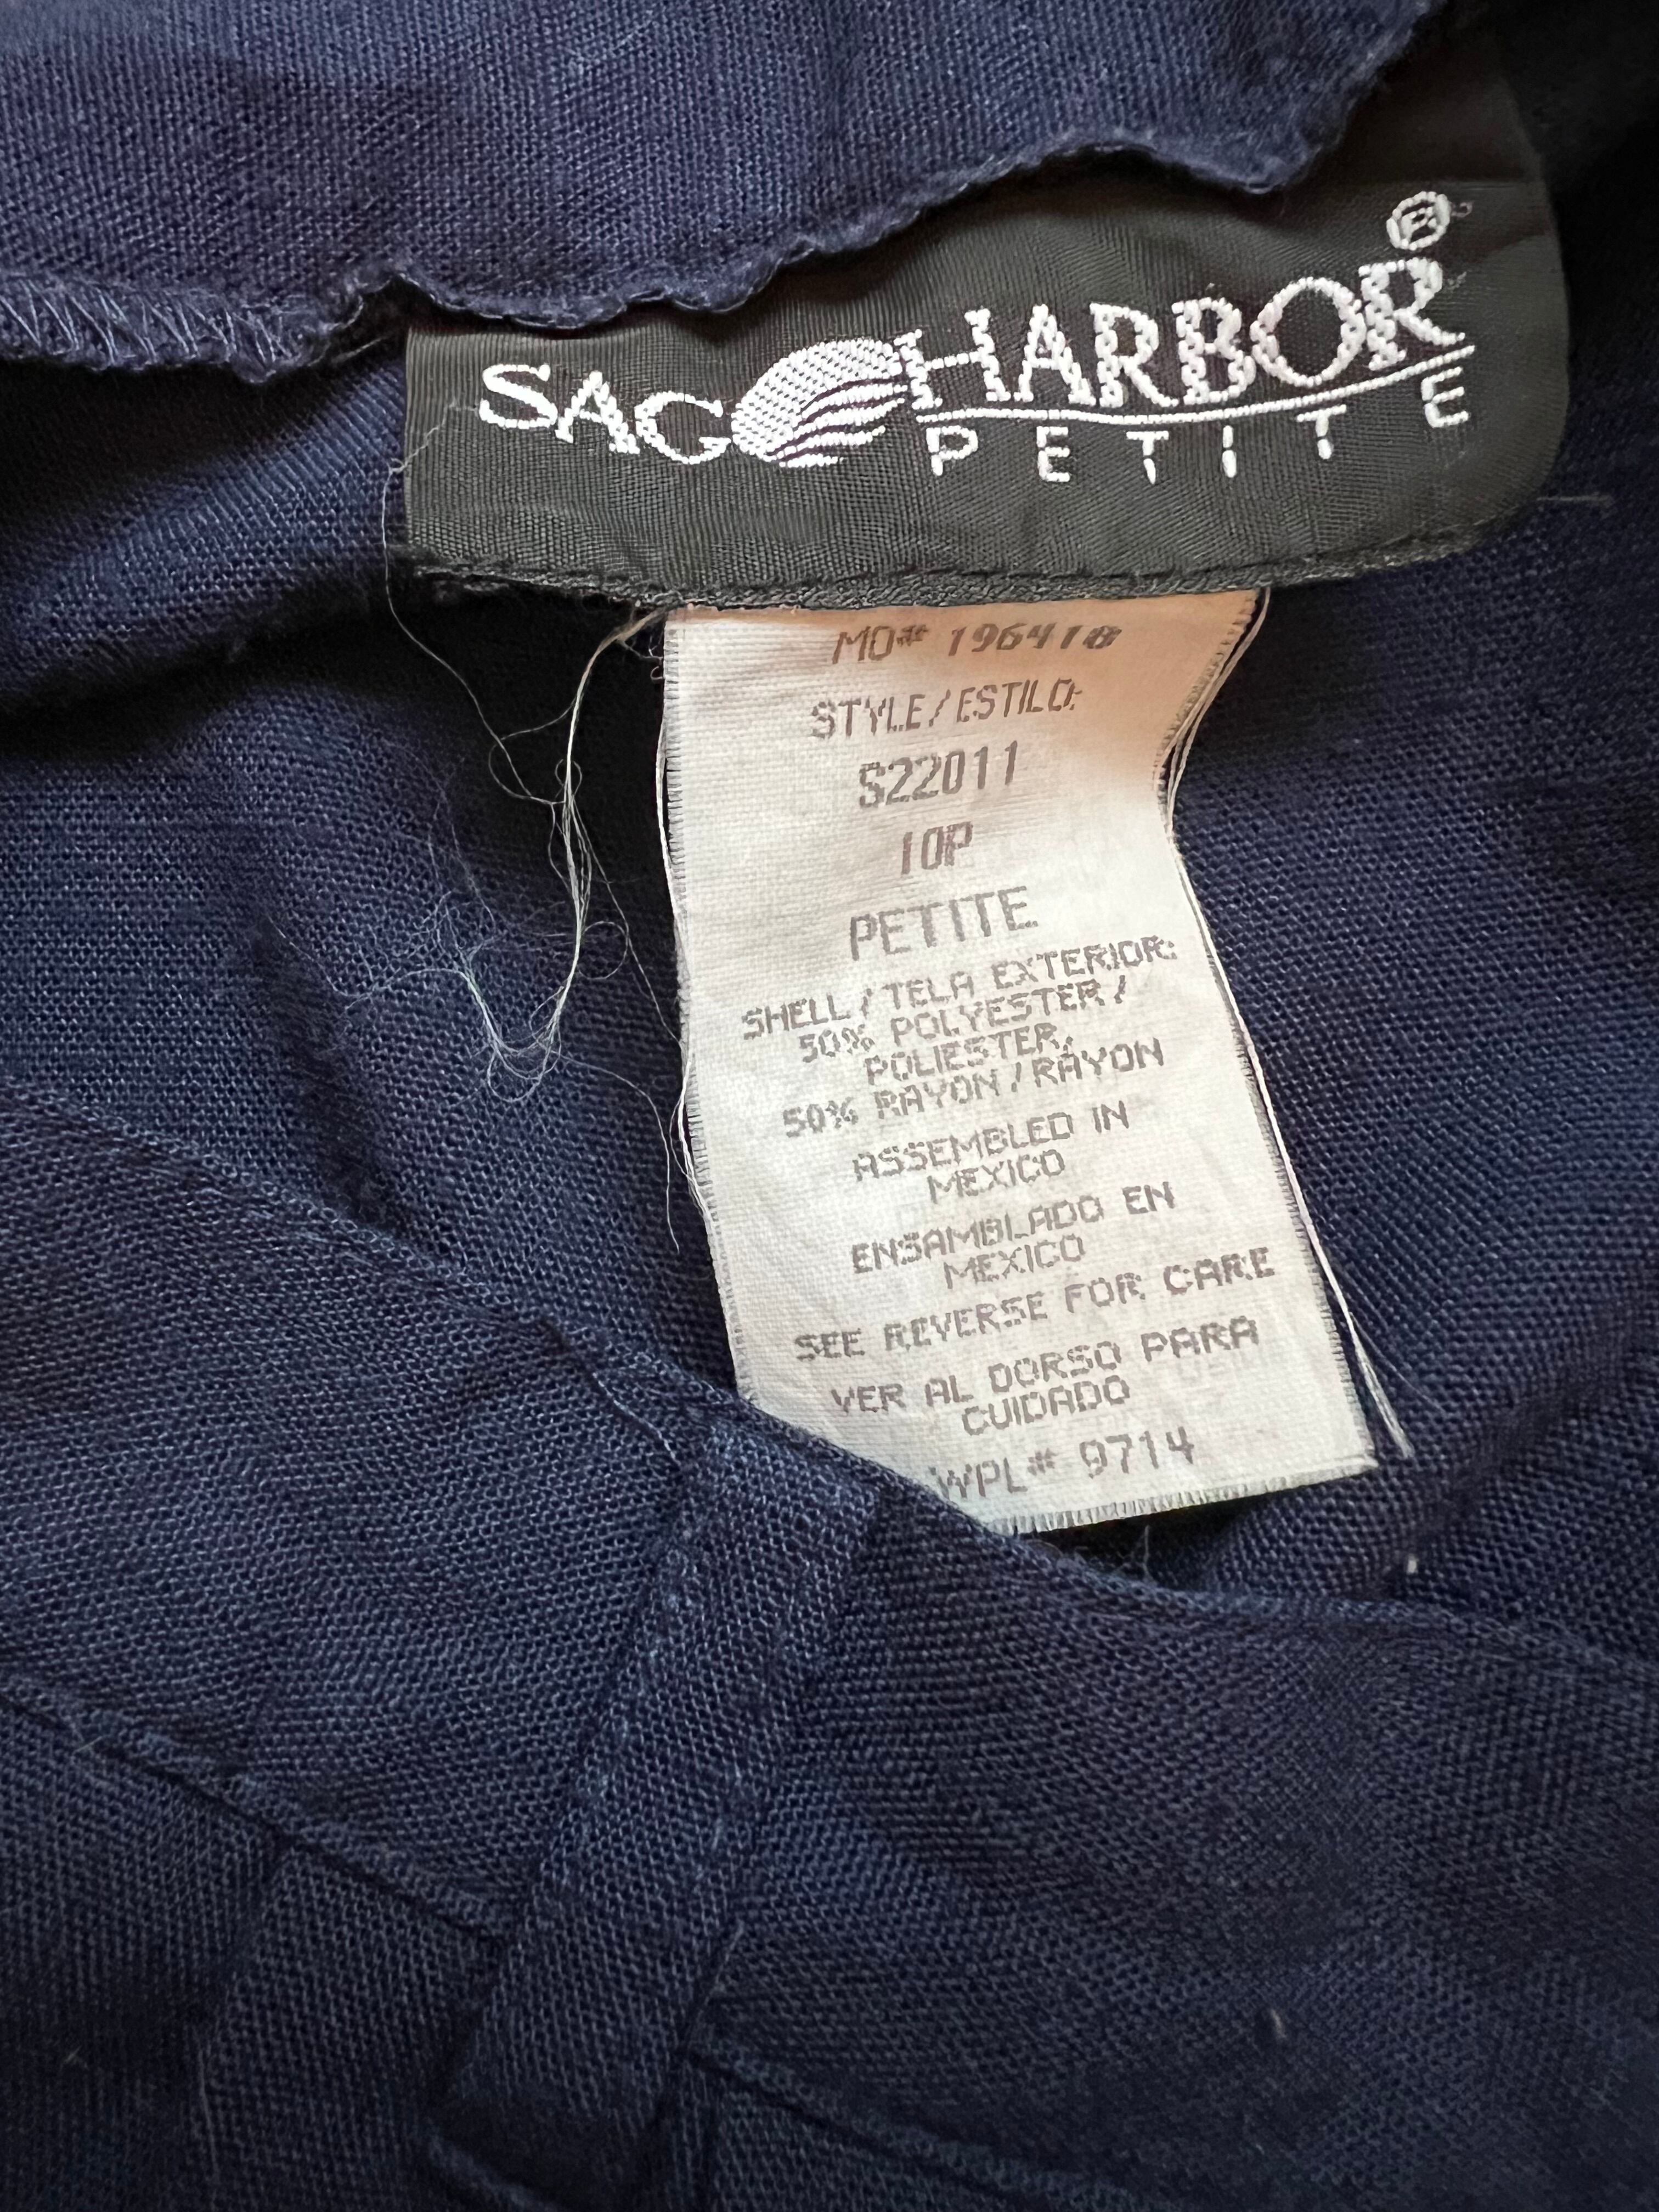 SAG HARBOR®
PETITE
MO# 196418
STYLE/ESTILO:
S22011
10P
PETITE
SHELL/TELA EXTERIOR:
50% POLYESTER/
POLIESTER,
50% RAYON/RAYON
ASSEMBLED IN
MEXICO
ENSAMBLADO EN
MEXICO
SEE REVERSE FOR CARE
VER AL DORSO PARA
CUIDADO
WPL# 9714